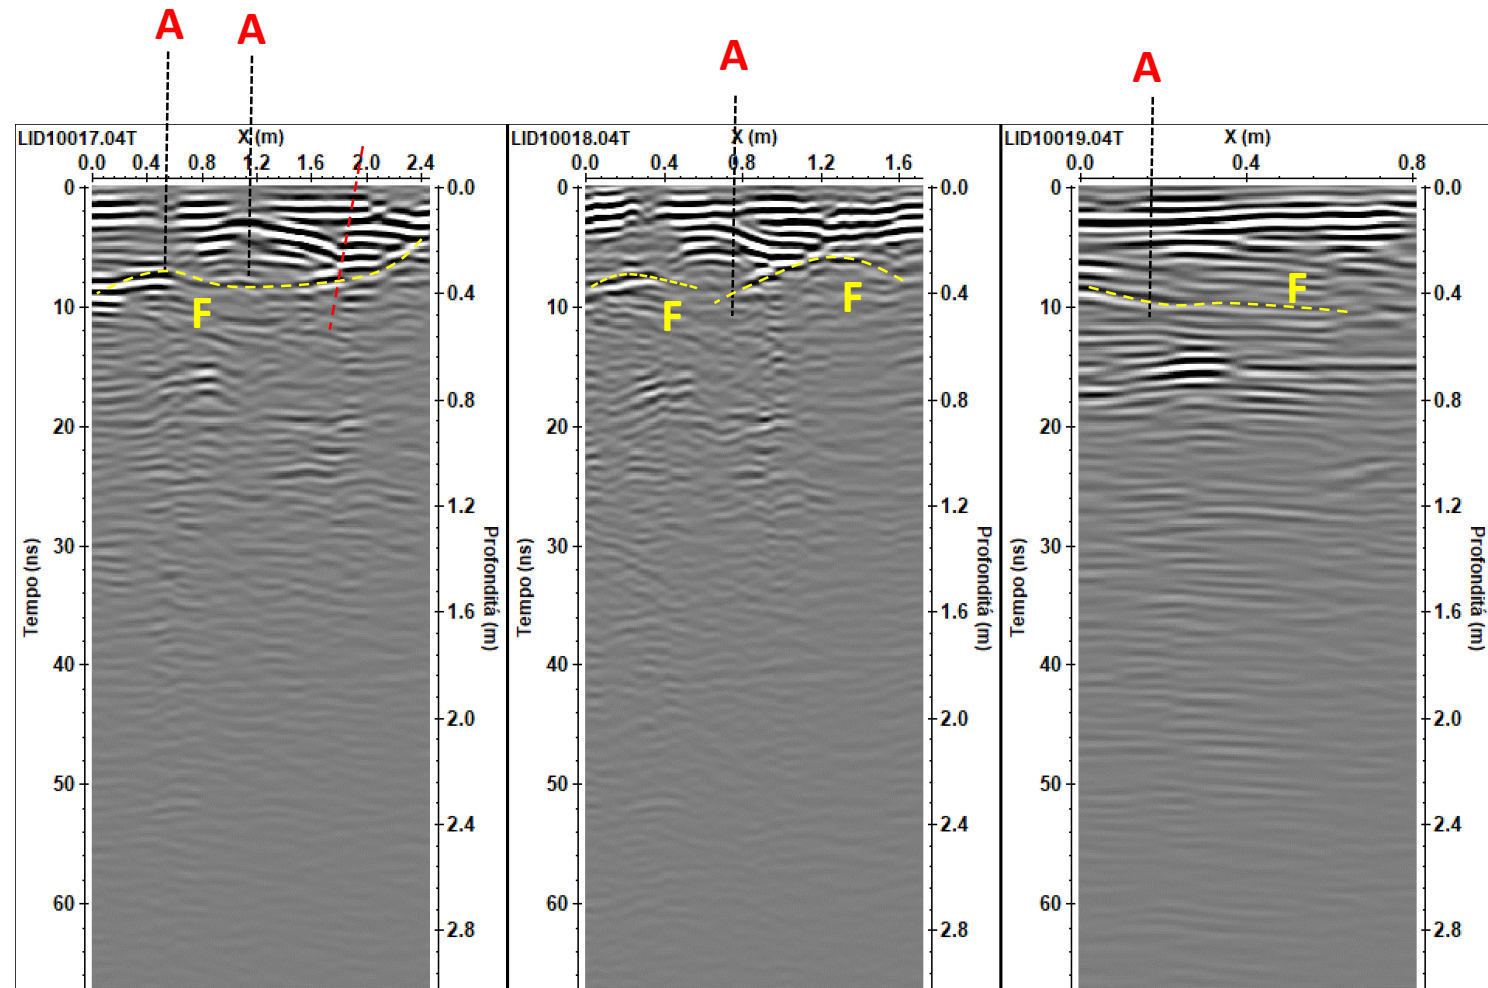 A A A A
LID10017.04T X (m)
0.0 0.4 0.8 1.2 1.6 2.0 2.4
0 0.0
F
10 0.4
20 0.8
1.2
30
Tempo (ns) Profonditá (m)
1.6
40
2.0
50
2.4
60
2.8
LID10018.04T X (m)
0.0 0.4 0.8 1.2 1.6
0 0.0
F F
10 0.4
20 0.8
1.2
30
Tempo (ns) Profonditá (m)
1.6
40
2.0
50
2.4
60
2.8
LID10019.04T X (m)
0.0 0.4 0.8
0 0.0
F
10 0.4
20 0.8
1.2
30
Tempo (ns) Profonditá (m)
1.6
40
2.0
50
2.4
60
2.8